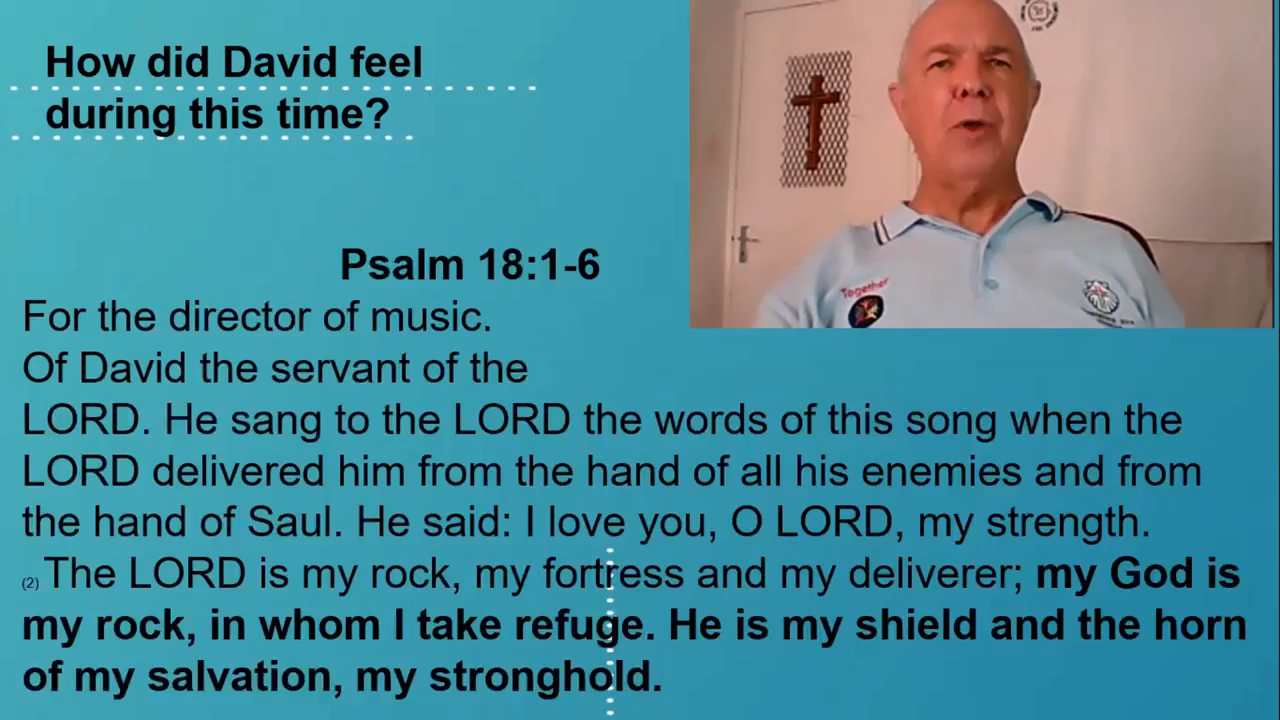 How did David feel
during this time?
Psalm 18:1-6
For the director of music.
Of David the servant of the
LORD. He sang to the LORD the words of this song when the
LORD delivered him from the hand of all his enemies and from
the hand of Saul. He said: I love you, O LORD, my strength.
(2) The LORD is my rock, my fortress and my deliverer; my God is
my rock, in whom I take refuge. He is my shield and the horn
of my salvation, my stronghold.
Together